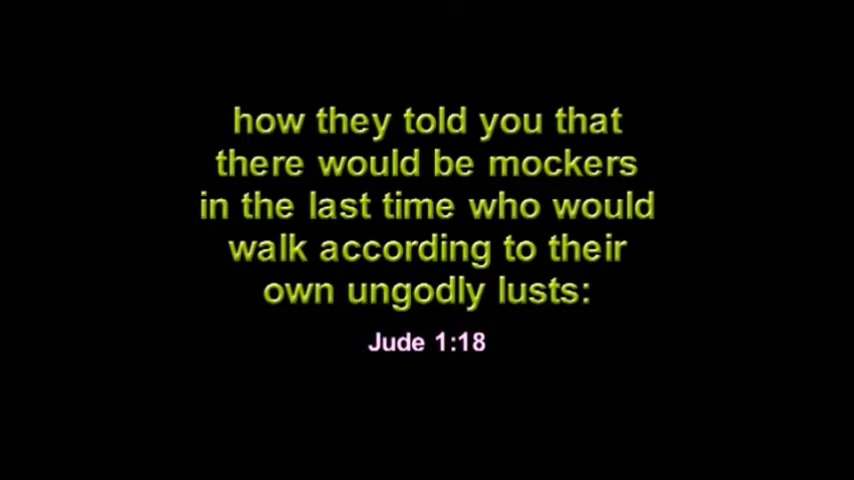 how they told you that
there would be mockers
in the last time who would
walk according to their
own ungodly lusts:
Jude 1:18